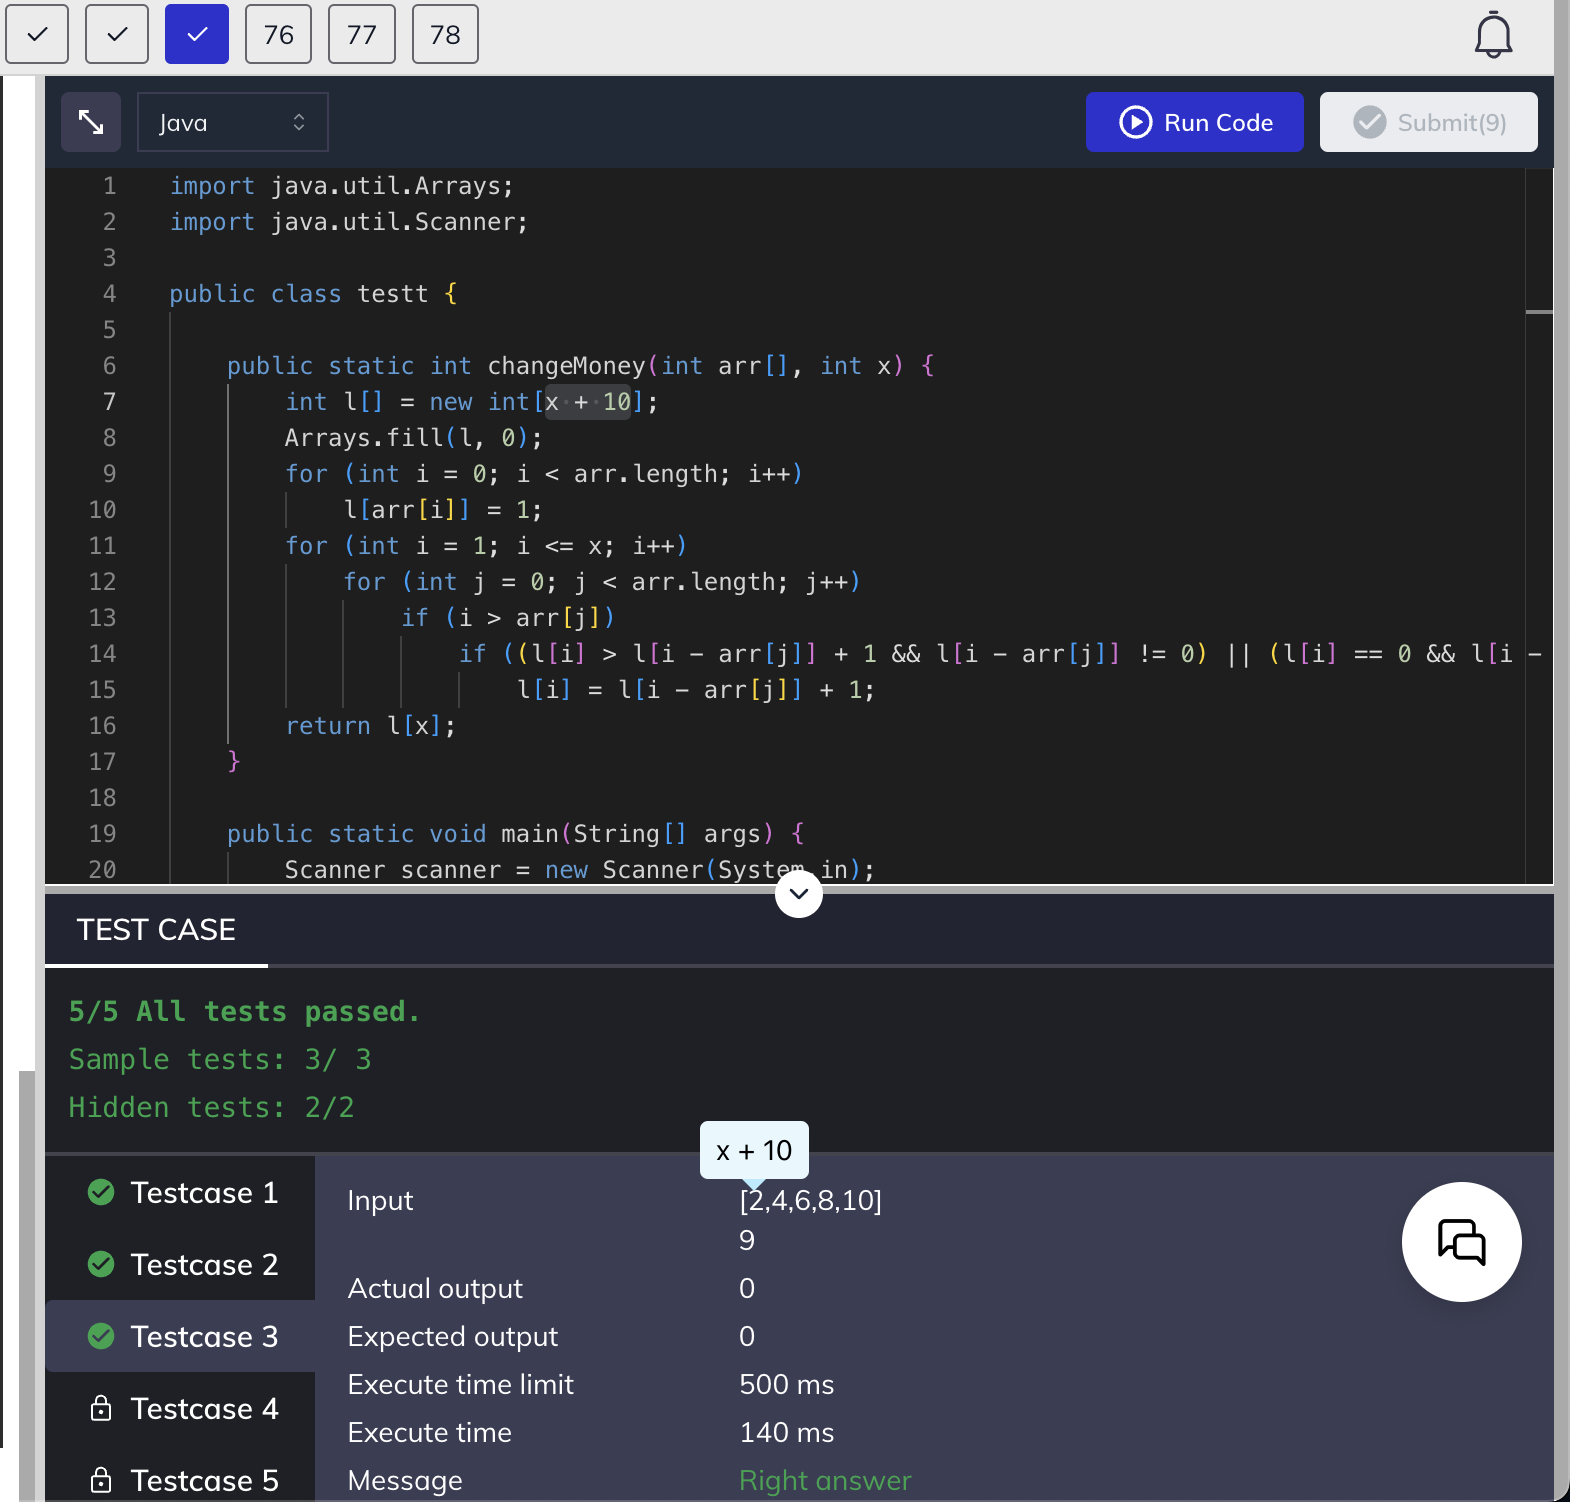 76 77 78
Java
Run Code
Submit(9)
1 import java.util.Arrays;
2 import java.util.Scanner;
3
4 public class testt {
5
6 public static int changeMoney(int arr[], int x) {
7 int l[] = new int[x + 10];
8 Arrays.fill(l, 0);
9 for (int i = 0; i < arr.length; i++)
10 l[arr[i]] = 1;
11 for (int i = 1; i <= x; i++)
12 for (int j = 0; j < arr.length; j++)
13 if (i > arr[j])
14 if ((l[i] > l[i - arr[j]] + 1 && l[i - arr[j]] != 0) || (l[i] == 0 && l[i -
15 l[i] = l[i - arr[j]] + 1;
16 return l[x];
17 }
18
19 public static void main(String[] args) {
20 Scanner scanner = new Scanner(System.in);
TEST CASE
5/5 All tests passed.
Sample tests: 3/ 3
Hidden tests: 2/2
x + 10
Testcase 1
Testcase 2
Testcase 3
Testcase 4
Testcase 5
Input [2,4,6,8,10]
9
Actual output 0
Expected output 0
Execute time limit 500 ms
Execute time 140 ms
Message Right answer